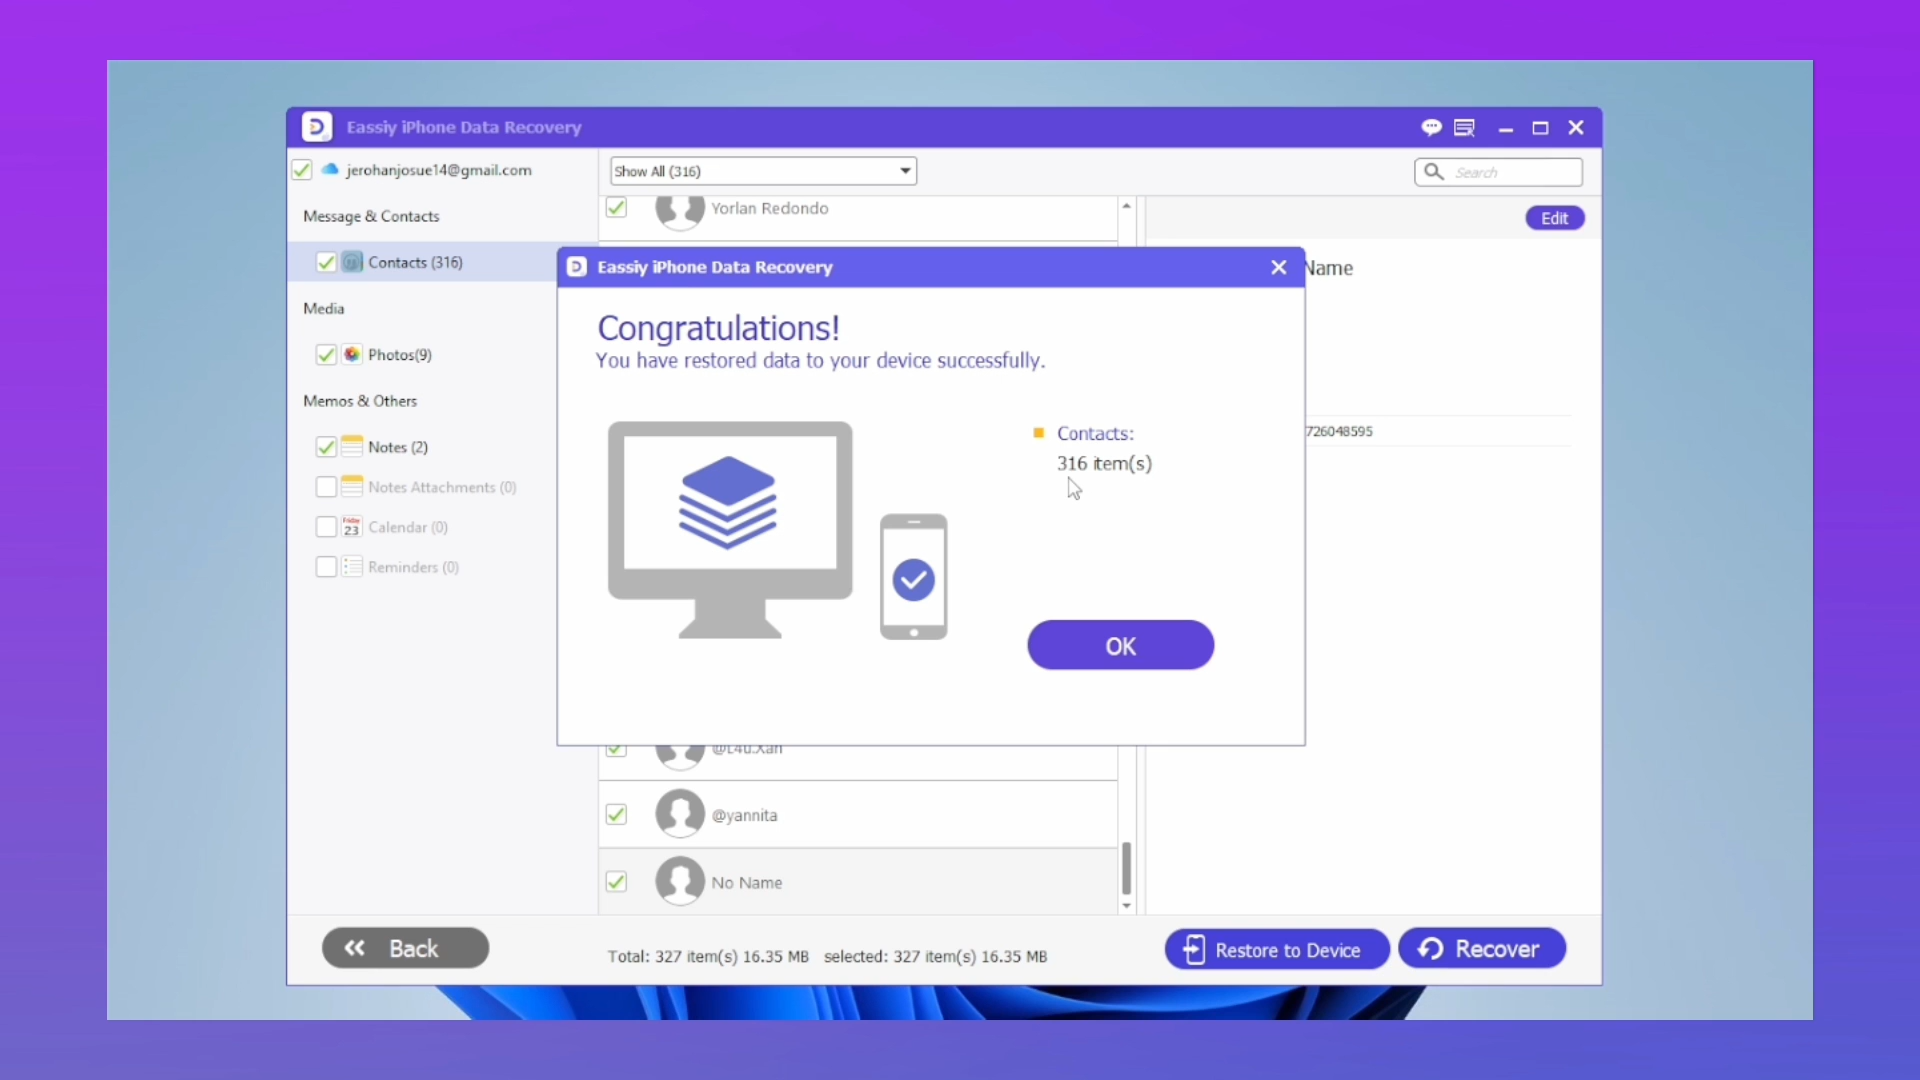 Eassiy iPhone Data Recovery
jerohanjosue14@gmail.com
Show All (316)
Search
Message & Contacts
Yorlan Redondo
Edit
Contacts (316)
Eassiy iPhone Data Recovery
Name
Media
Congratulations!
You have restored data to your device successfully.
Photos(9)
Memos & Others
Contacts:
726048595
Notes (2)
316 item(s)
Notes Attachments (0)
Friday
23
Calendar (0)
Reminders (0)
OK
@L4u.Xan
@yannita
No Name
Back
Total: 327 item(s) 16.35 MB selected: 327 item(s) 16.35 MB
Restore to Device
Recover